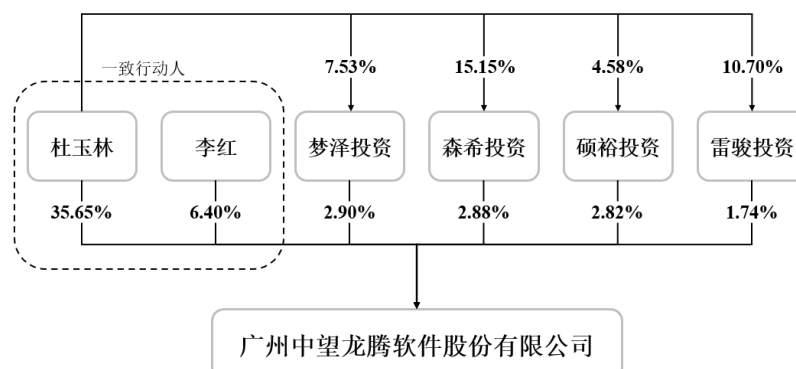 7.53% 15.15% 4.58% 10.70%
一致行动人
杜玉林 李红 梦泽投资 森希投资 硕裕投资 雷骏投资
35.65% 6.40% 2.90% 2.88% 2.82% 1.74%
广州中望龙腾软件股份有限公司